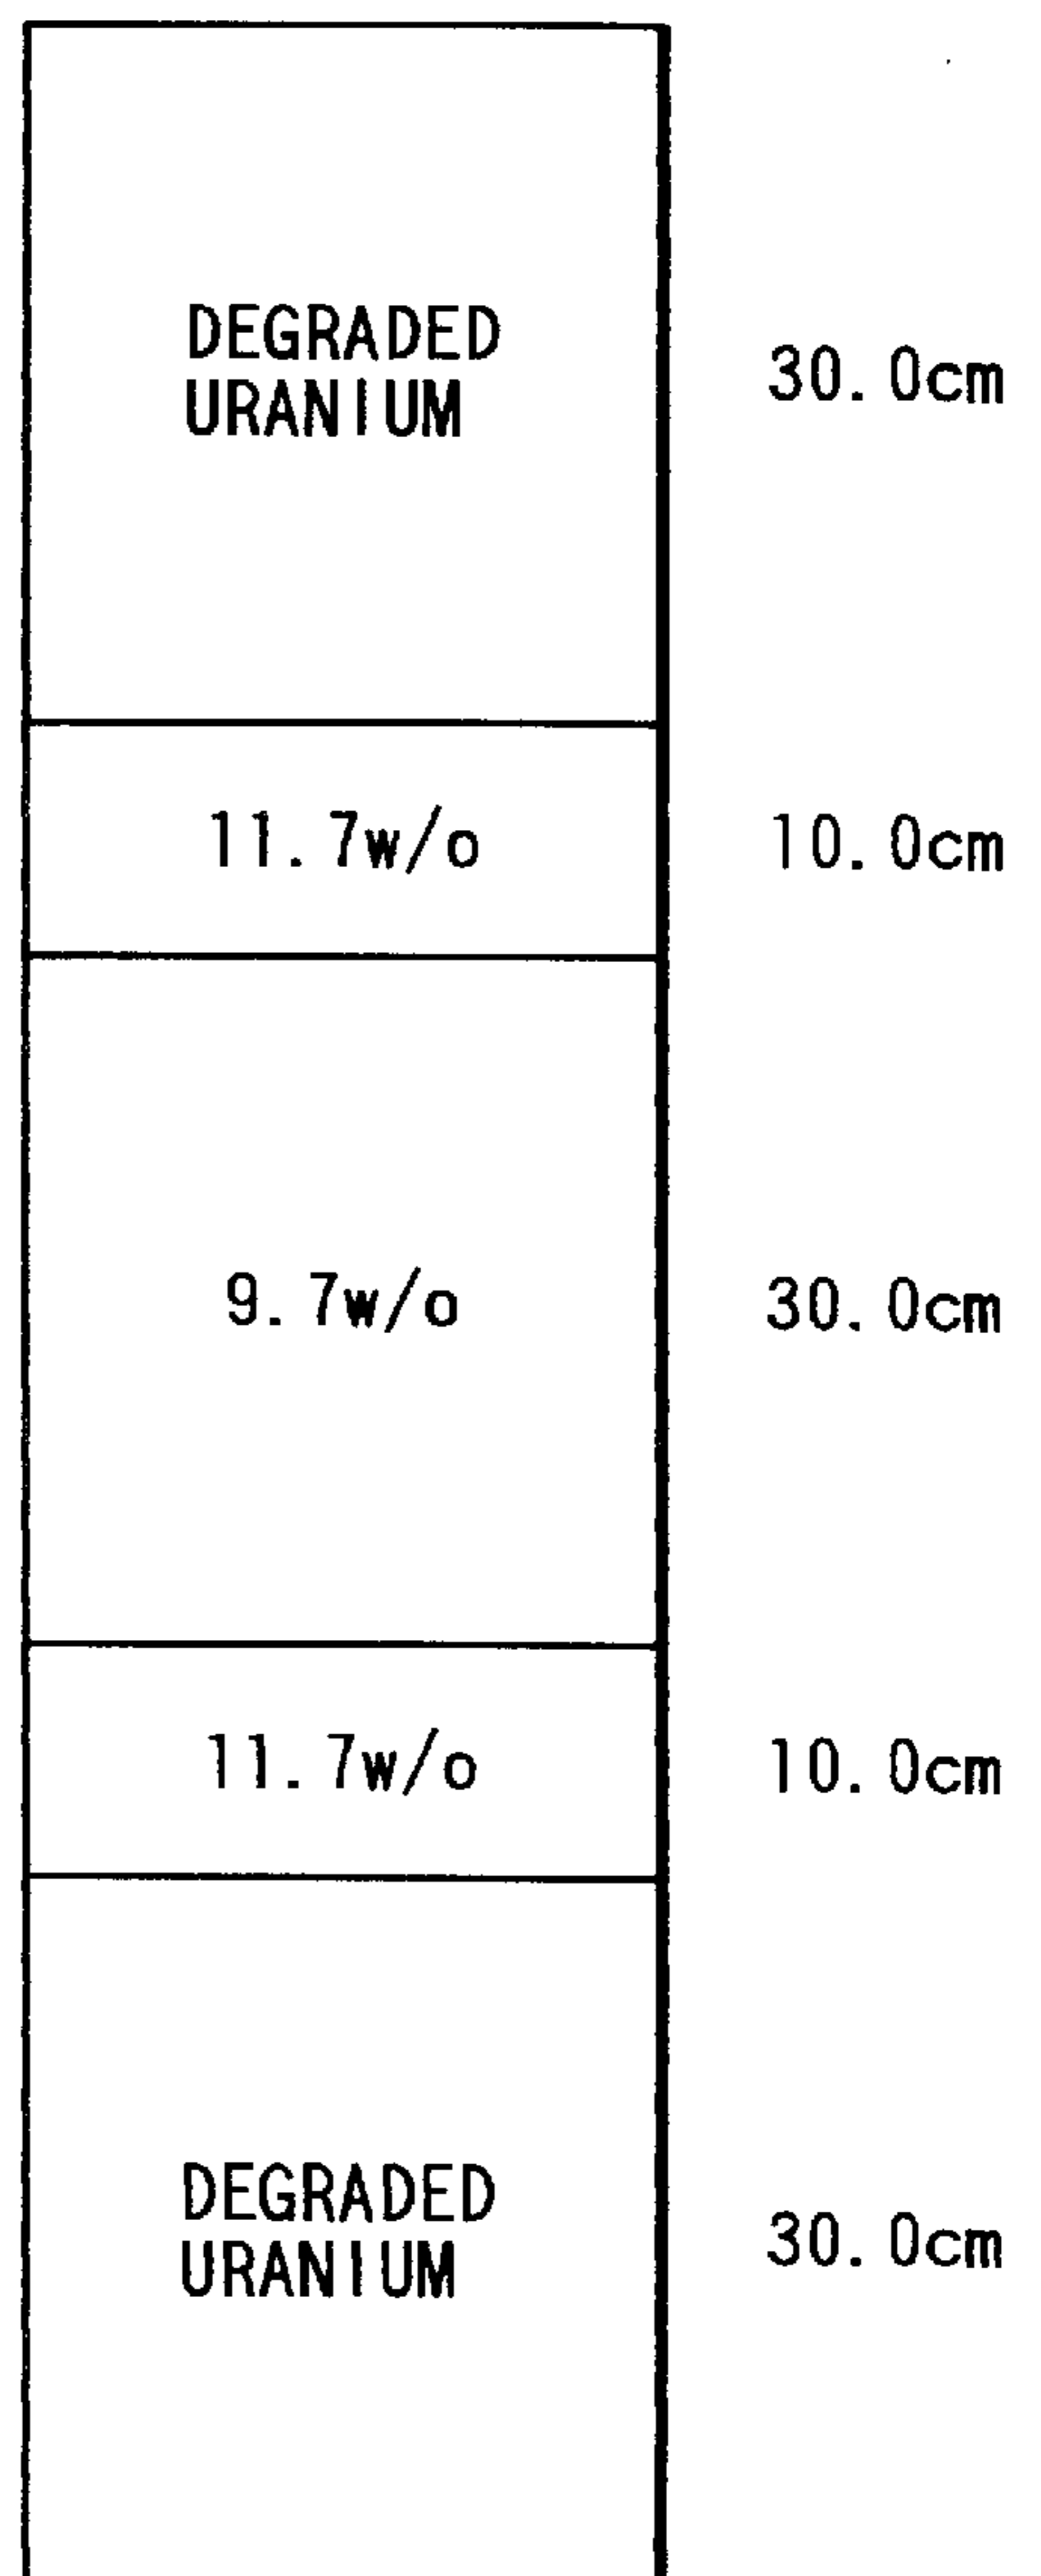 DEGRADED
URANIUM
30.0cm
11.7w/o
10.0cm
9.7w/o
30.0cm
11.7w/o
10.0cm
DEGRADED
URANIUM
30.0cm